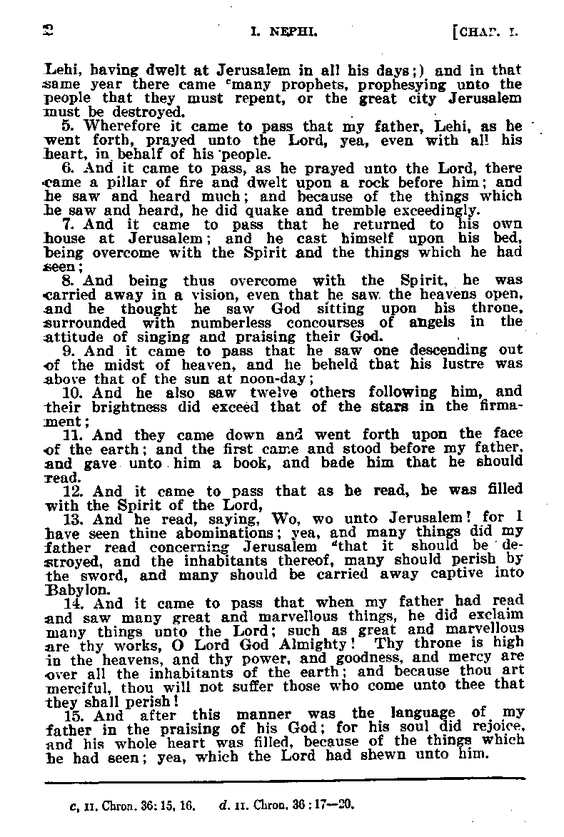 2 I. NEPHI. [CHAP. I.
Lehi, having dwelt at Jerusalem in all his days;) and in that
same year there came cmany prophets, prophesying unto the
people that they must repent, or the great city Jerusalem
must be destroyed.
5. Wherefore it came to pass that my father, Lehi, as he
went forth, prayed unto the Lord, yea, even with all his
heart, in behalf of his people.
6. And it came to pass, as he prayed unto the Lord, there
came a pillar of fire and dwelt upon a rock before him; and
he saw and heard much; and because of the things which
he saw and heard, he did quake and tremble exceedingly.
7. And it came to pass that he returned to his own
house at Jerusalem; and he cast himself upon his bed,
being overcome with the Spirit and the things which he had
seen;
8. And being thus overcome with the Spirit, he was
carried away in a vision, even that he saw the heavens open,
and he thought he saw God sitting upon his throne,
surrounded with numberless concourses of angels in the
attitude of singing and praising their God.
9. And it came to pass that he saw one descending out
of the midst of heaven, and he beheld that his lustre was
above that of the sun at noon-day;
10. And he also saw twelve others following him, and
their brightness did exceed that of the stars in the firma-
ment;
11. And they came down and went forth upon the face
of the earth; and the first came and stood before my father,
and gave unto him a book, and bade him that he should
read.
12. And it came to pass that as he read, he was filled
with the Spirit of the Lord,
13. And he read, saying, Wo, wo unto Jerusalem! for I
have seen thine abominations; yea, and many things did my
father read concerning Jerusalem dthat it should be de-
stroyed, and the inhabitants thereof, many should perish by
the sword, and many should be carried away captive into
Babylon.
14. And it came to pass that when my father had read
and saw many great and marvellous things, he did exclaim
many things unto the Lord; such as great and marvellous
are thy works, O Lord God Almighty! Thy throne is high
in the heavens, and thy power, and goodness, and mercy are
over all the inhabitants of the earth; and because thou art
merciful, thou will not suffer those who come unto thee that
they shall perish!
15. And after this manner was the language of my
father in the praising of his God; for his soul did rejoice,
and his whole heart was filled, because of the things which
he had seen; yea, which the Lord had shewn unto him.
c, II. Chron. 36: 15, 16. d. II. Chron. 36: 17—20.